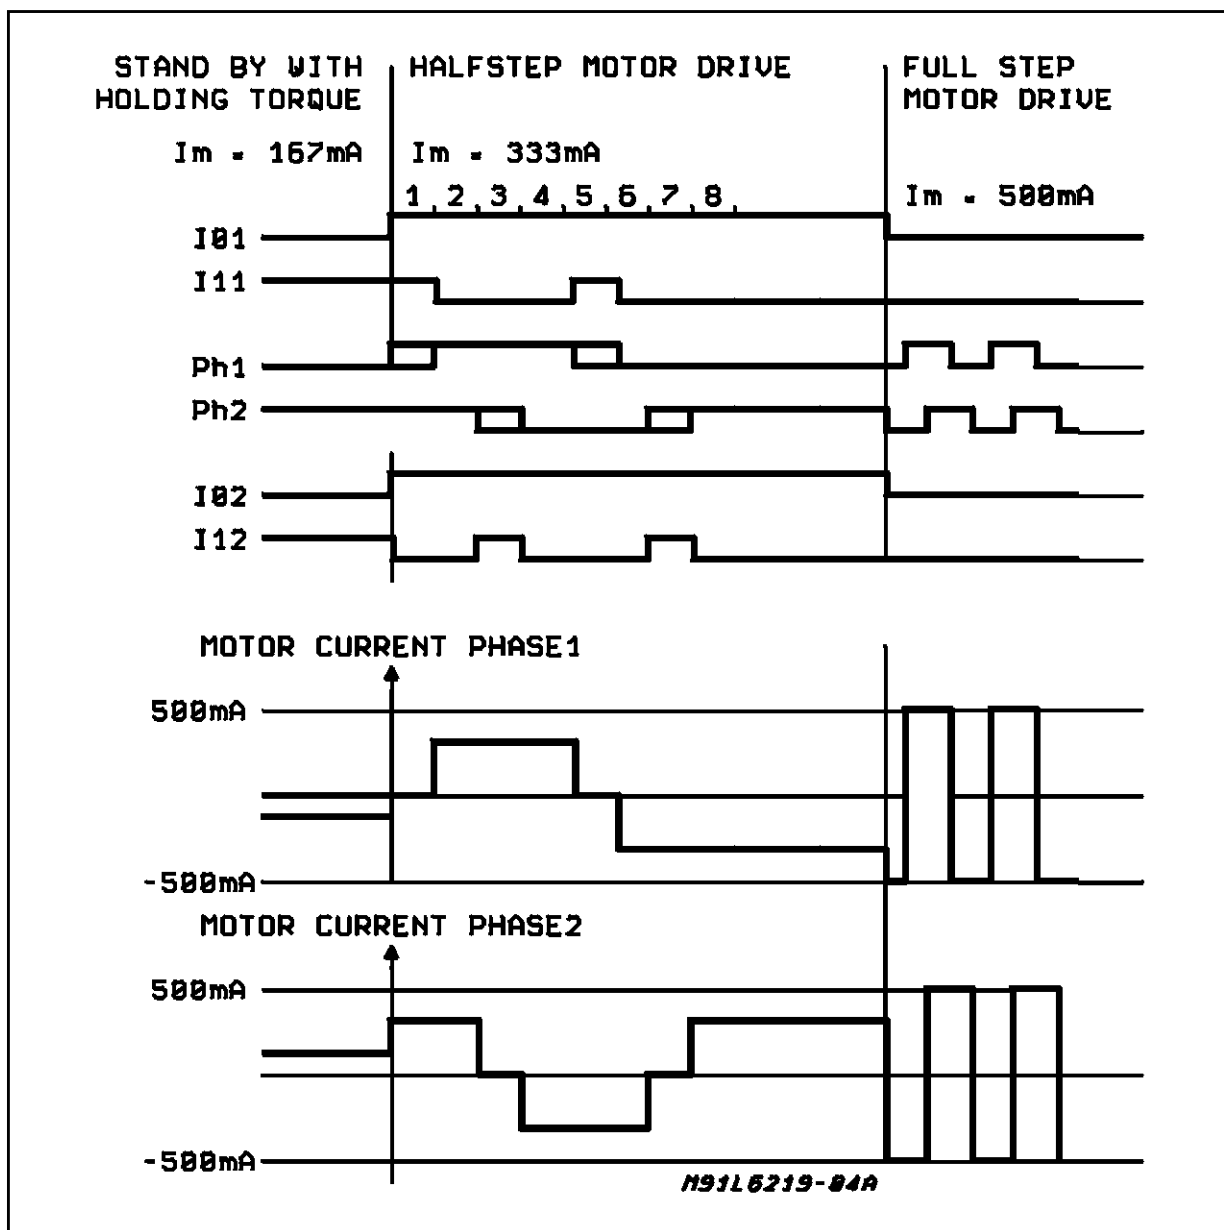 STAND BY WITH HOLDING TORQUE
Im = 167mA
HALFSTEP MOTOR DRIVE
Im = 333mA
1 2 3 4 5 6 7 8
FULL STEP MOTOR DRIVE
Im = 500mA
I01
I11
Ph1
Ph2
I02
I12
MOTOR CURRENT PHASE1
500mA
-500mA
MOTOR CURRENT PHASE2
500mA
-500mA
M91L6219-04A